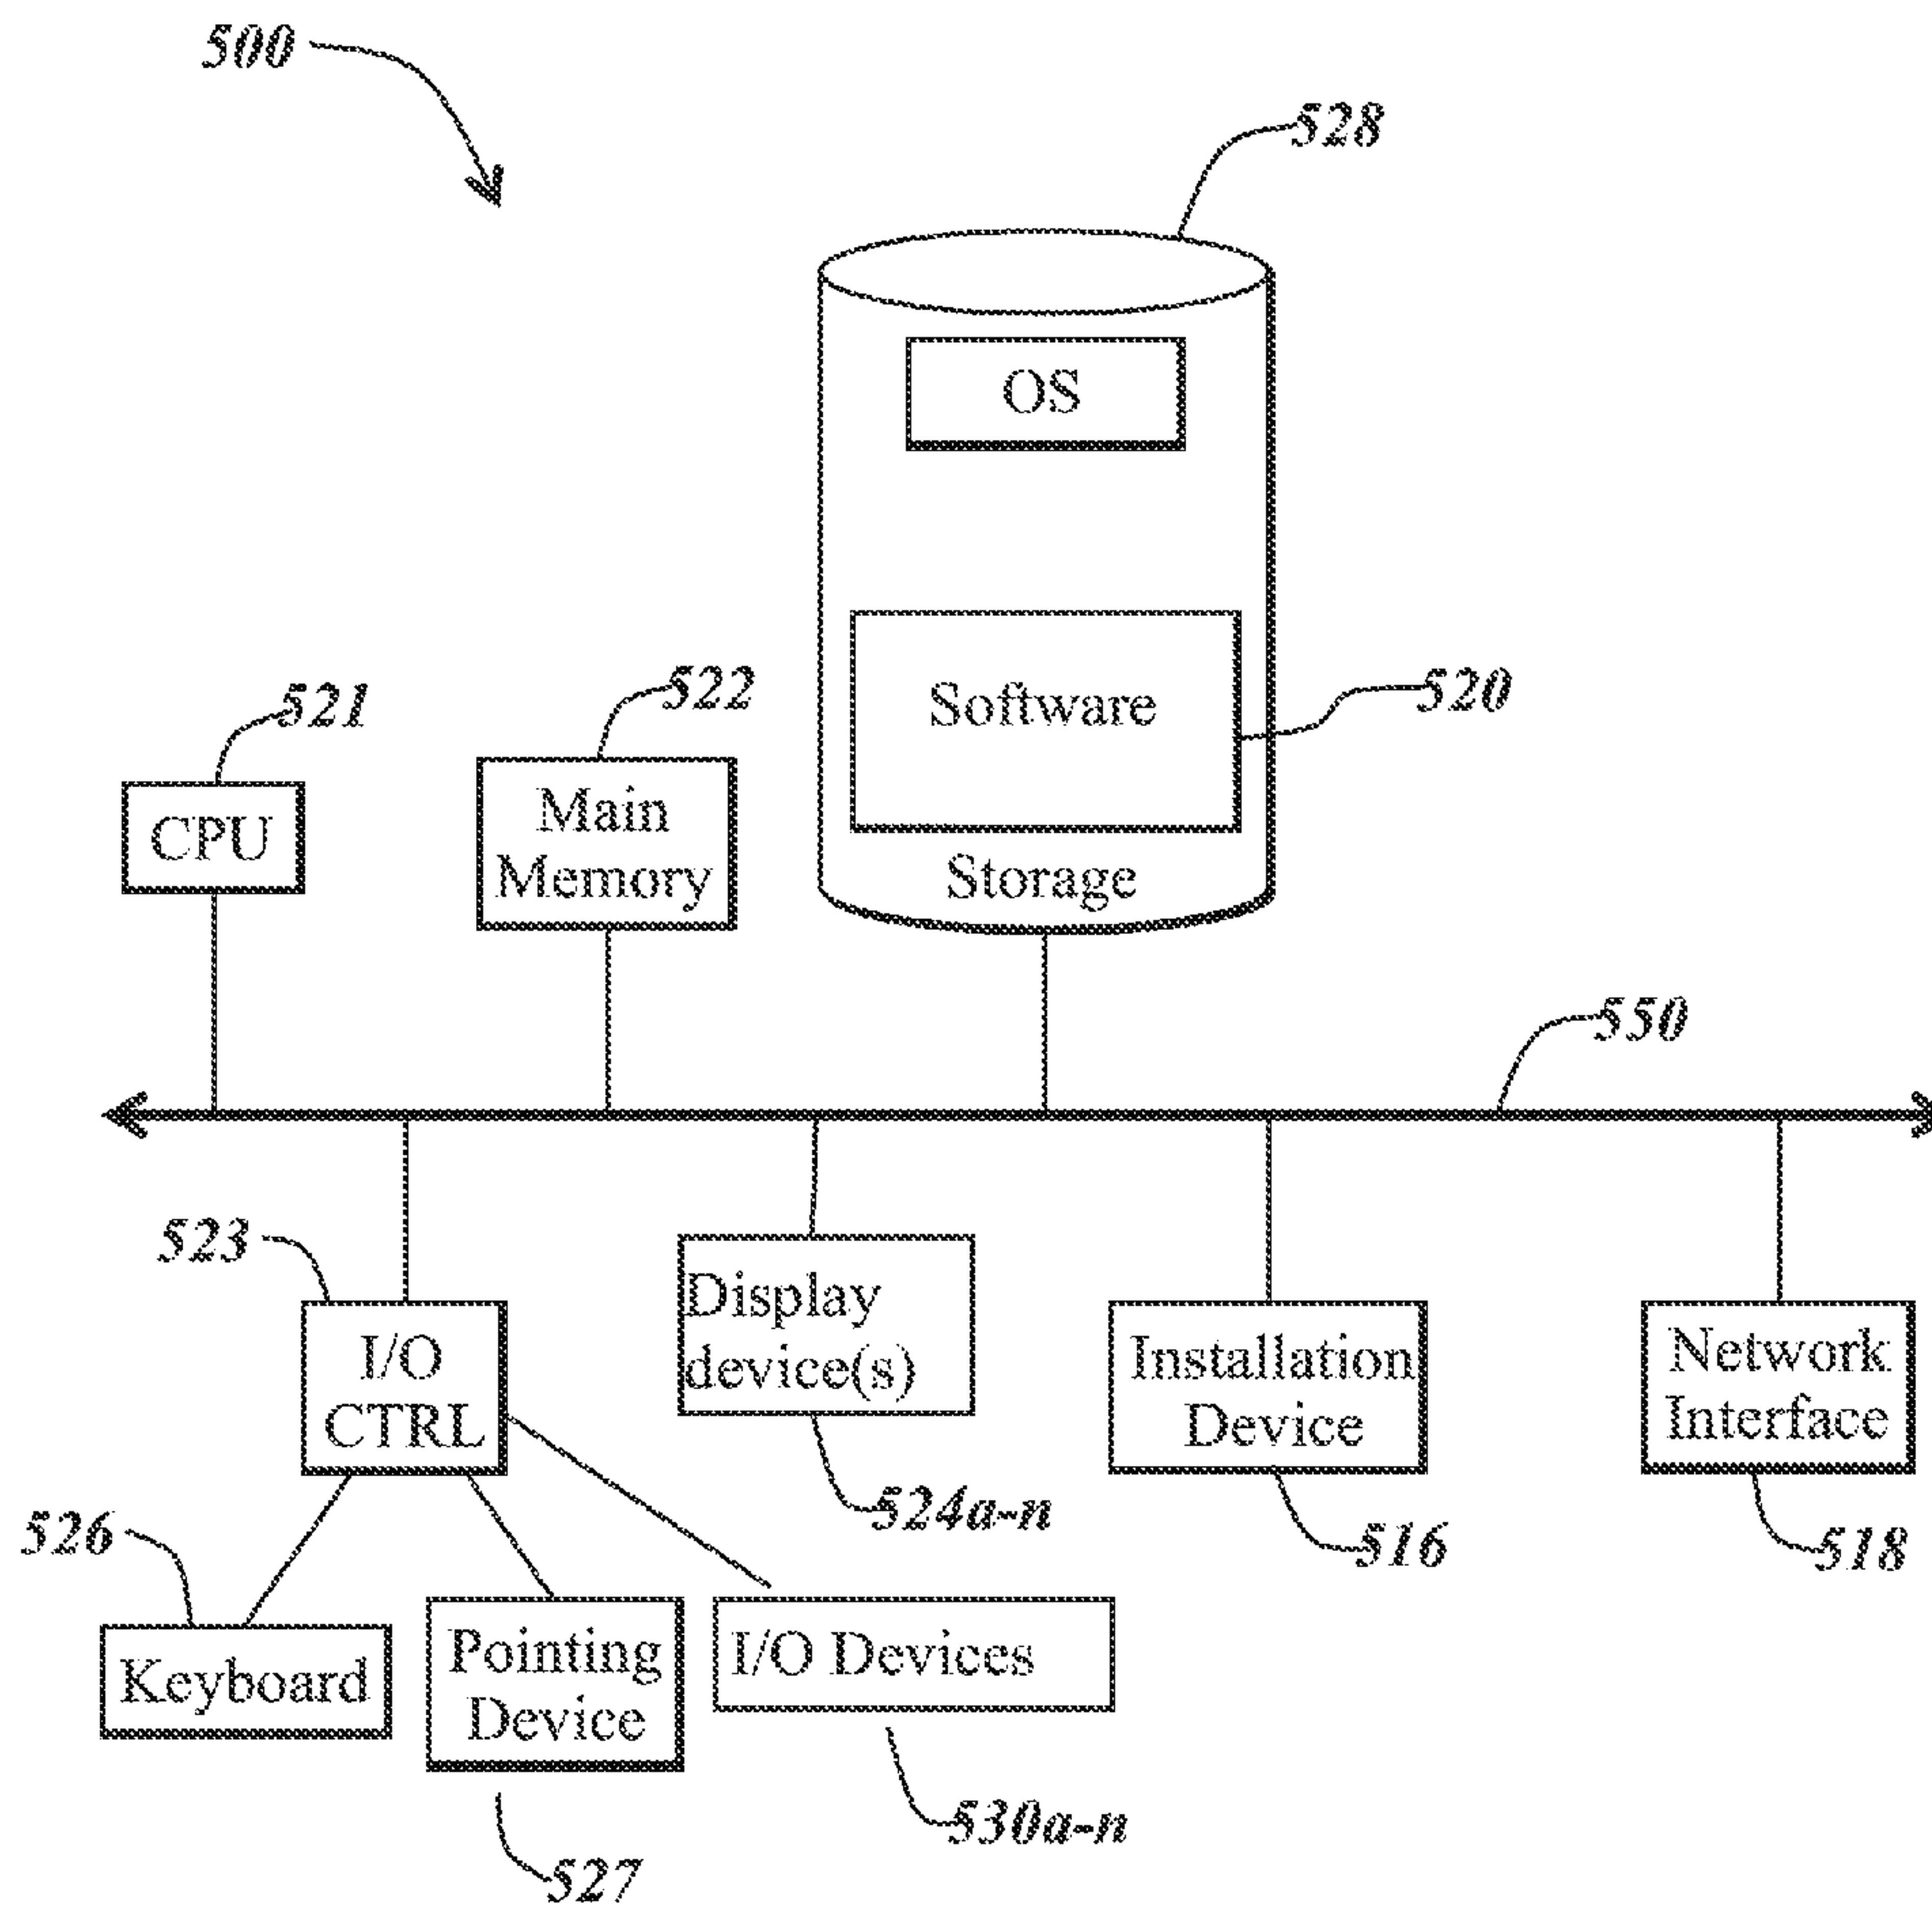 500
528
OS
Software
520
521
522
CPU
Main
Memory
Storage
550
523
I/O
CTRL
Display
device(s)
Installation
Device
Network
Interface
524a-n
516
518
526
Keyboard
Pointing
Device
I/O Devices
530a-n
527